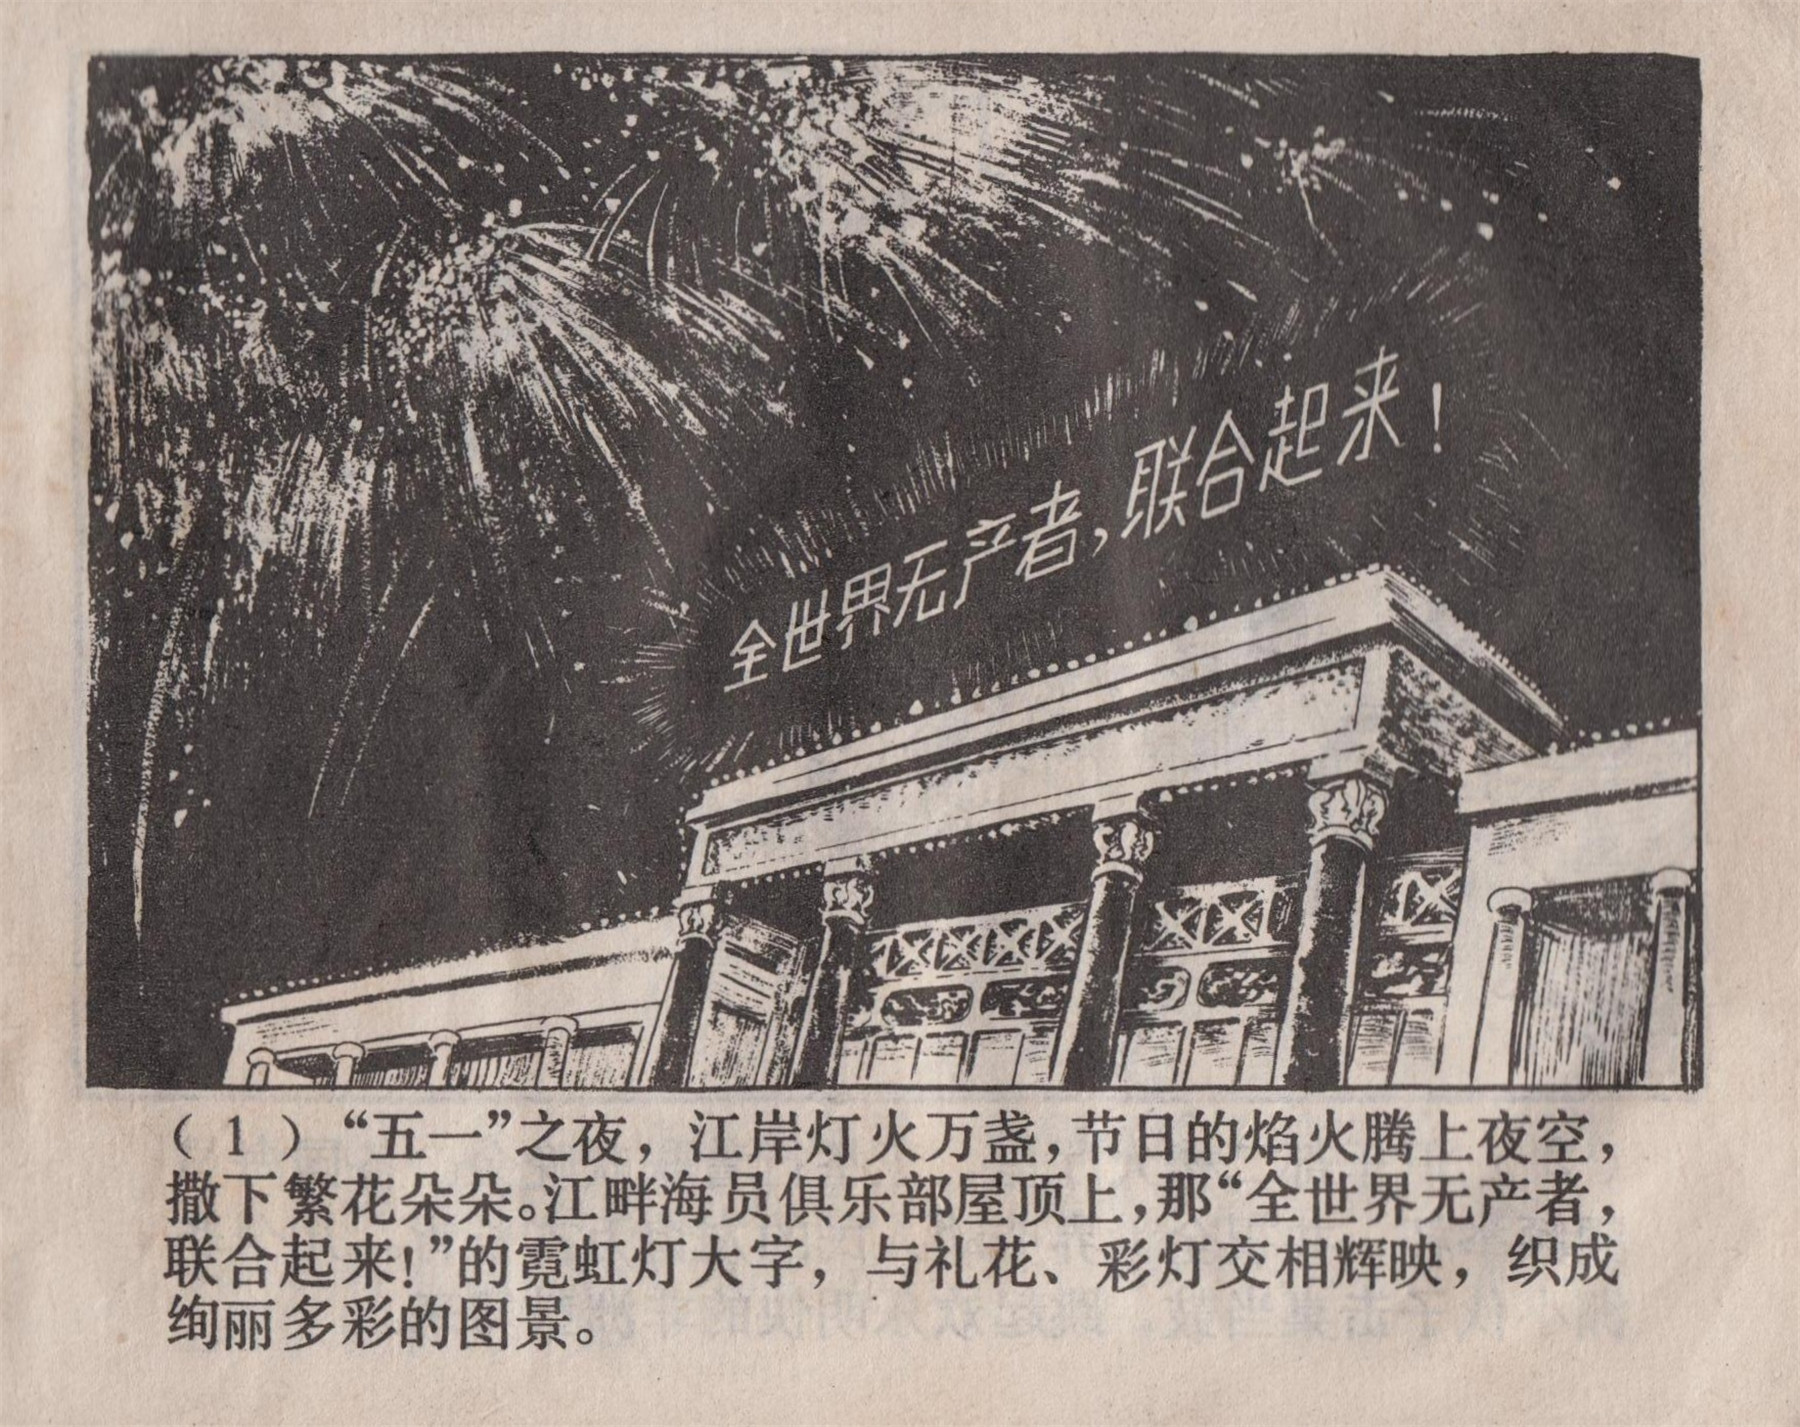 全世界无产者,联合起来!
(1)“五一”之夜,江岸灯火万盏,节日的焰火腾上夜空,
撒下繁花朵朵。江畔海员俱乐部屋顶上,那“全世界无产者,
联合起来!”的霓虹灯大字,与礼花、彩灯交相辉映,织成
绚丽多彩的图景。